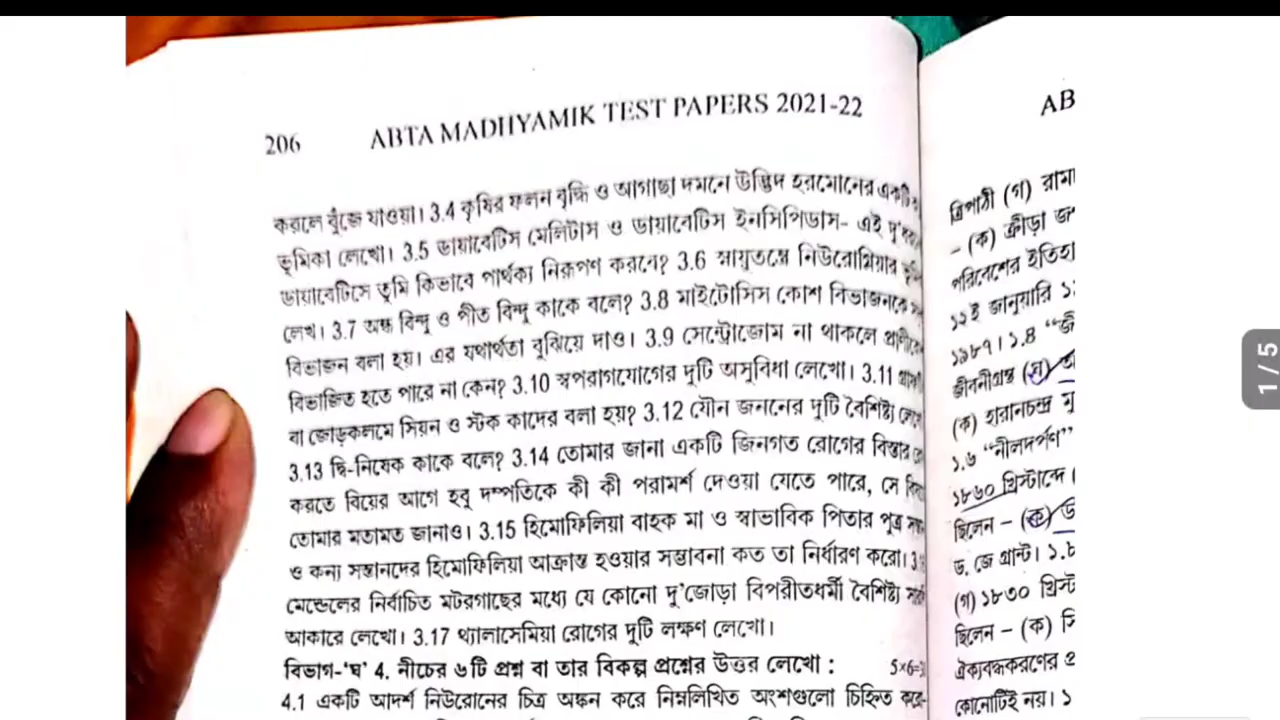 206 ABTA MADHYAMIK TEST PAPERS 2021-22
করলে বুঁজে যাওয়া। 3.4 কৃষির ফলন বৃদ্ধি ও আগাছা দমনে উদ্ভিদ হরমোনের একটি
ভূমিকা লেখো। 3.5 ডায়াবেটিস মেলিটাস ও ডায়াবেটিস ইনসিপিডাস- এই দু'
ডায়াবেটিসে তুমি কিভাবে পার্থক্য নিরূপণ করবে? 3.6 স্নায়ুতন্ত্রে নিউরোগ্লিয়ার
লেখ। 3.7 অন্ধ বিন্দু ও পীত বিন্দু কাকে বলে? 3.8 মাইটোসিস কোশ বিভাজনকে
বিভাজন বলা হয়। এর যথার্থতা বুঝিয়ে দাও। 3.9 সেন্ট্রোজোম না থাকলে
বিভাজিত হতে পারে না কেন? 3.10 স্বপরাগযোগের দুটি অসুবিধা লেখো। 3.11
বা জোড়কলমে সিয়ন ও স্টক কাদের বলা হয়? 3.12 যৌন জননের দুটি বৈশিষ্ট্য
3.13 দ্বি-নিষেক কাকে বলে? 3.14 তোমার জানা একটি জিনগত রোগের বিস্তার
করতে বিয়ের আগে হবু দম্পতিকে কী কী পরামর্শ দেওয়া যেতে পারে, সে
তোমার মতামত জানাও। 3.15 হিমোফিলিয়া বাহক মা ও স্বাভাবিক পিতার পুত্র
ও কন্য সন্তানদের হিমোফিলিয়া আক্রান্ত হওয়ার সম্ভাবনা কত তা নির্ধারণ করো।
মেন্ডেলের নির্বাচিত মটরগাছের মধ্যে যে কোনো দু'জোড়া বিপরীতধর্মী বৈশিষ্ট্য
আকারে লেখো। 3.17 থ্যালাসেমিয়া রোগের দুটি লক্ষণ লেখো।
বিভাগ-'ঘ' 4. নীচের ৬টি প্রশ্ন বা তার বিকল্প প্রশ্নের উত্তর লেখো : 5×6=
4.1 একটি আদর্শ নিউরোনের চিত্র অঙ্কন করে নিম্নলিখিত অংশগুলো চিহ্নিত করে-
AB
ত্রিপাঠী (গ)
- (ক) ক্রীড়া
পরিবেশের
১২ই জানুয়ারি
১৯৮৭। ১.৪
জীবনীগ্রন্থ (ঘ)
(ক) হারানচন্দ্র
১.৬ "নীলদর্পণ"
১৮৬০ খ্রিস্টাব্দে।
ছিলেন – (ক)
ড. জে গ্রান্ট।
(গ) ১৮৩০
ছিলেন – (ক)
ঐক্যবদ্ধকরণের
কোনোটিই নয়।
1/5